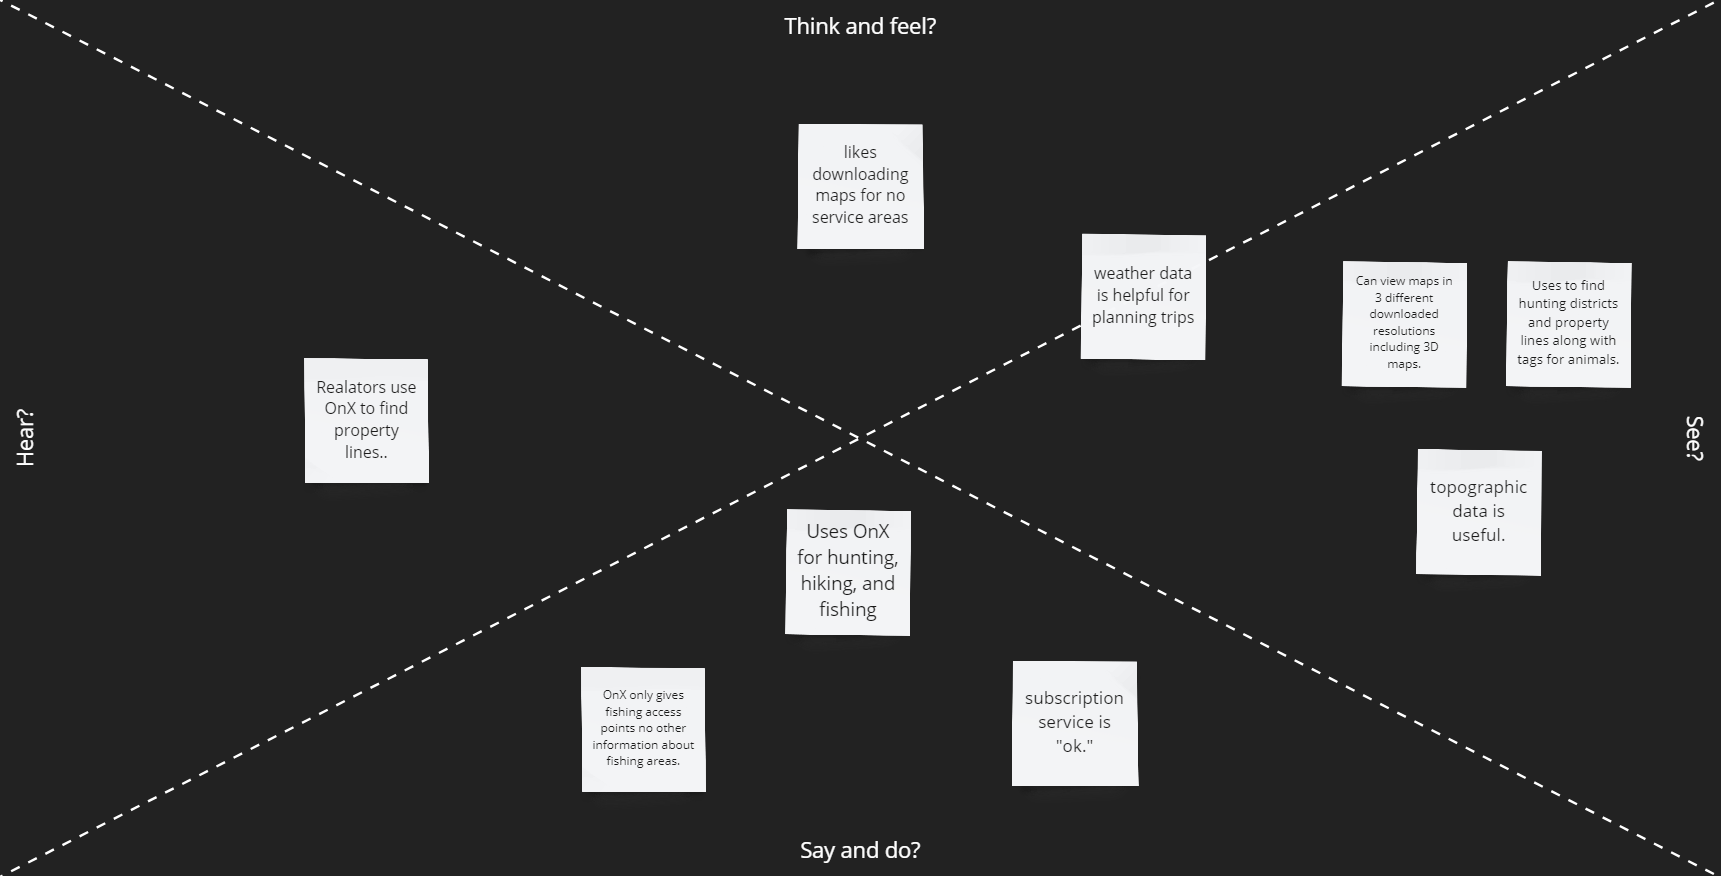 Think and feel?
likes
downloading
maps for no
service areas
weather data
is helpful for
planning trips
Can view maps in
3 different
downloaded
resolutions
including 3D
maps.
Uses to find
hunting districts
and property
lines along with
tags for animals.
Realators use
OnX to find
property
lines..
Hear?
See?
topographic
data is
useful.
Uses OnX
for hunting,
hiking, and
fishing
OnX only gives
fishing access
points no other
information about
fishing areas.
subscription
service is
"ok."
Say and do?